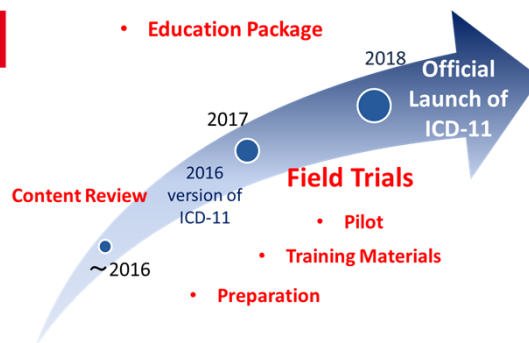 • Education Package
2018
Official
Launch of
ICD-11
2017
2016
version of
ICD-11
Field Trials
Content Review
• Pilot
• Training Materials
～2016
• Preparation